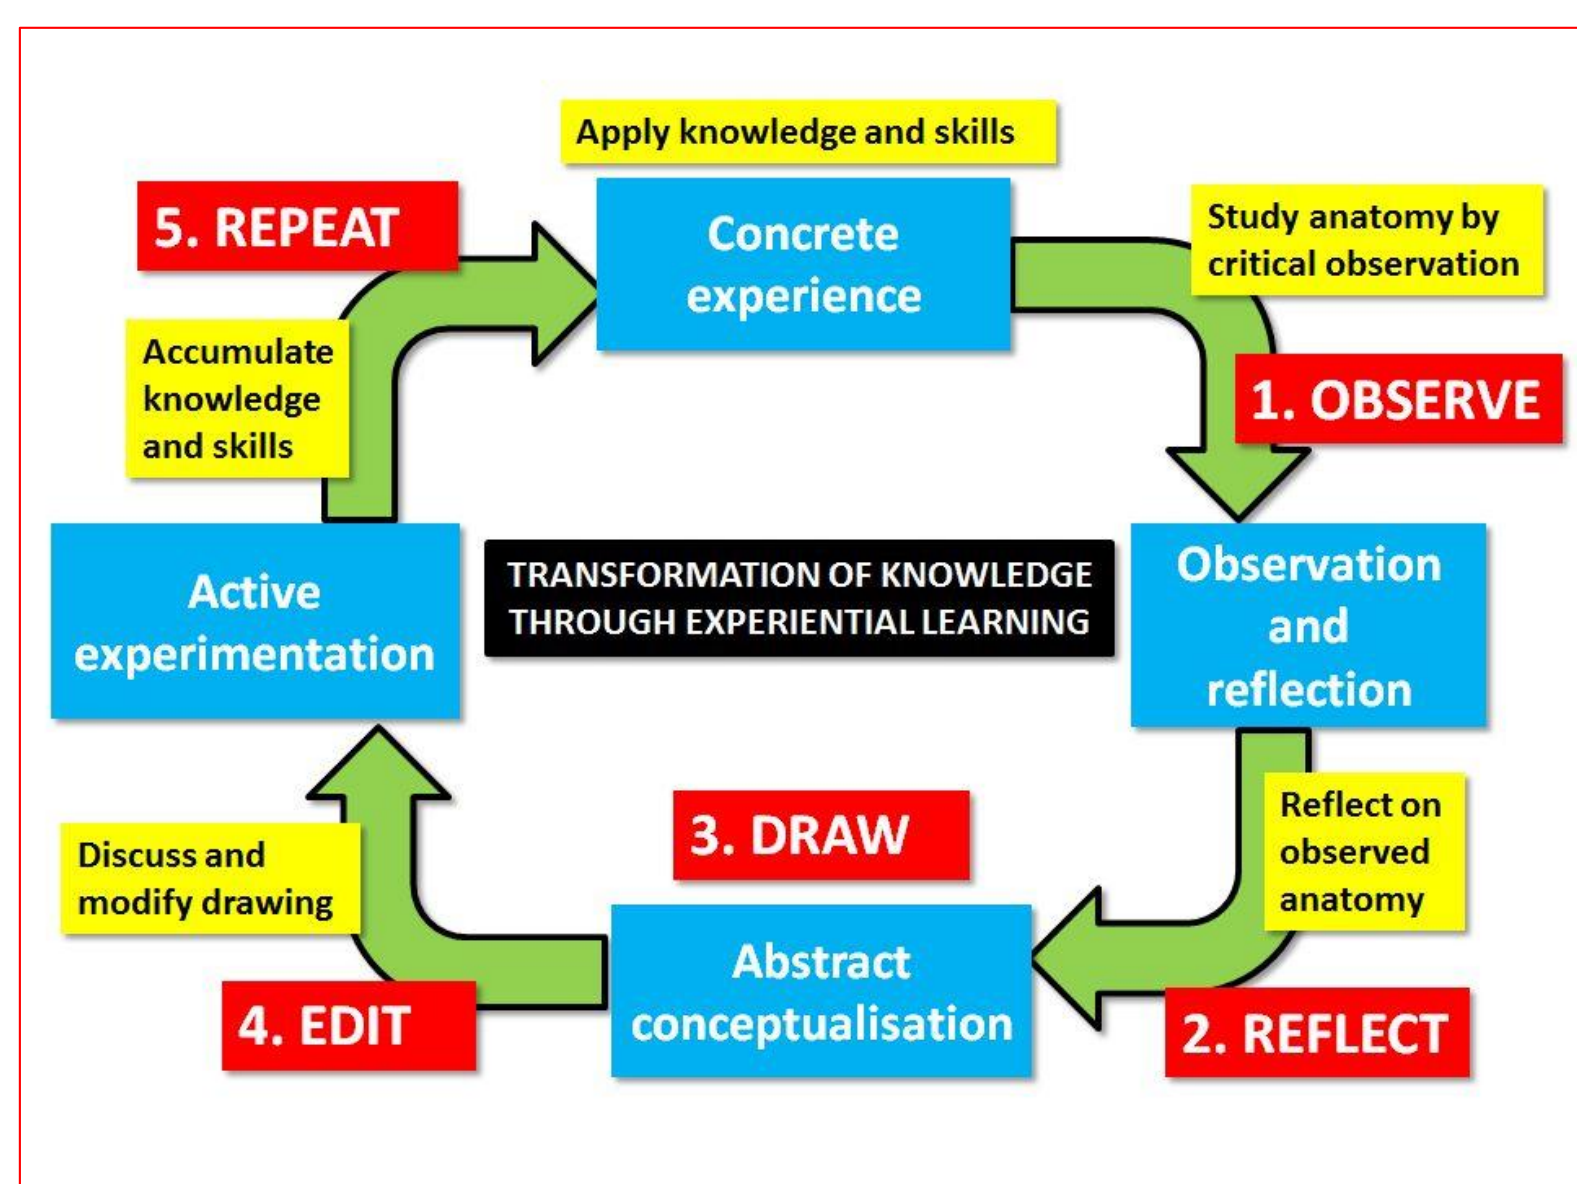 Apply knowledge and skills
Concrete
experience
Study anatomy by
critical observation
1. OBSERVE
Observation
and
reflection
Reflect on
observed
anatomy
2. REFLECT
3. DRAW
Abstract
conceptualisation
4. EDIT
Discuss and
modify drawing
Active
experimentation
Accumulate
knowledge
and skills
5. REPEAT
TRANSFORMATION OF KNOWLEDGE
THROUGH EXPERIENTIAL LEARNING